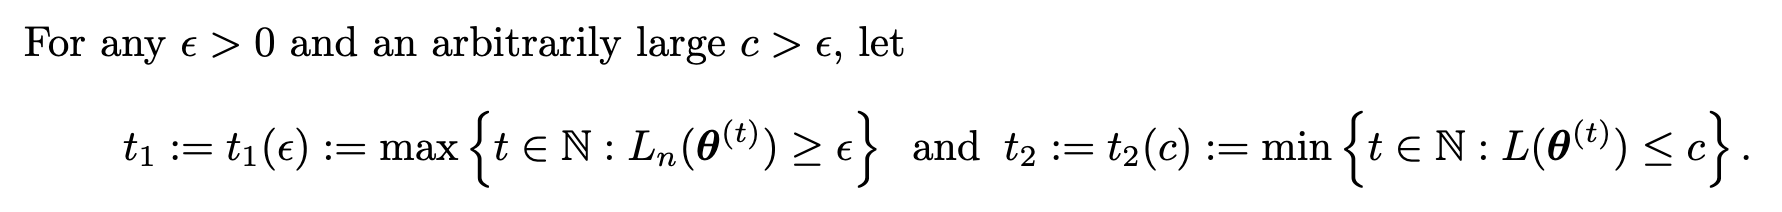 For any ϵ > 0 and an arbitrarily large c > ϵ, let
t₁ := t₁(ϵ) := max {t ∈ ℕ : Lₙ(𝜽⁽ᵗ⁾) ≥ ϵ} and t₂ := t₂(c) := min {t ∈ ℕ : L(𝜽⁽ᵗ⁾) ≤ c} .